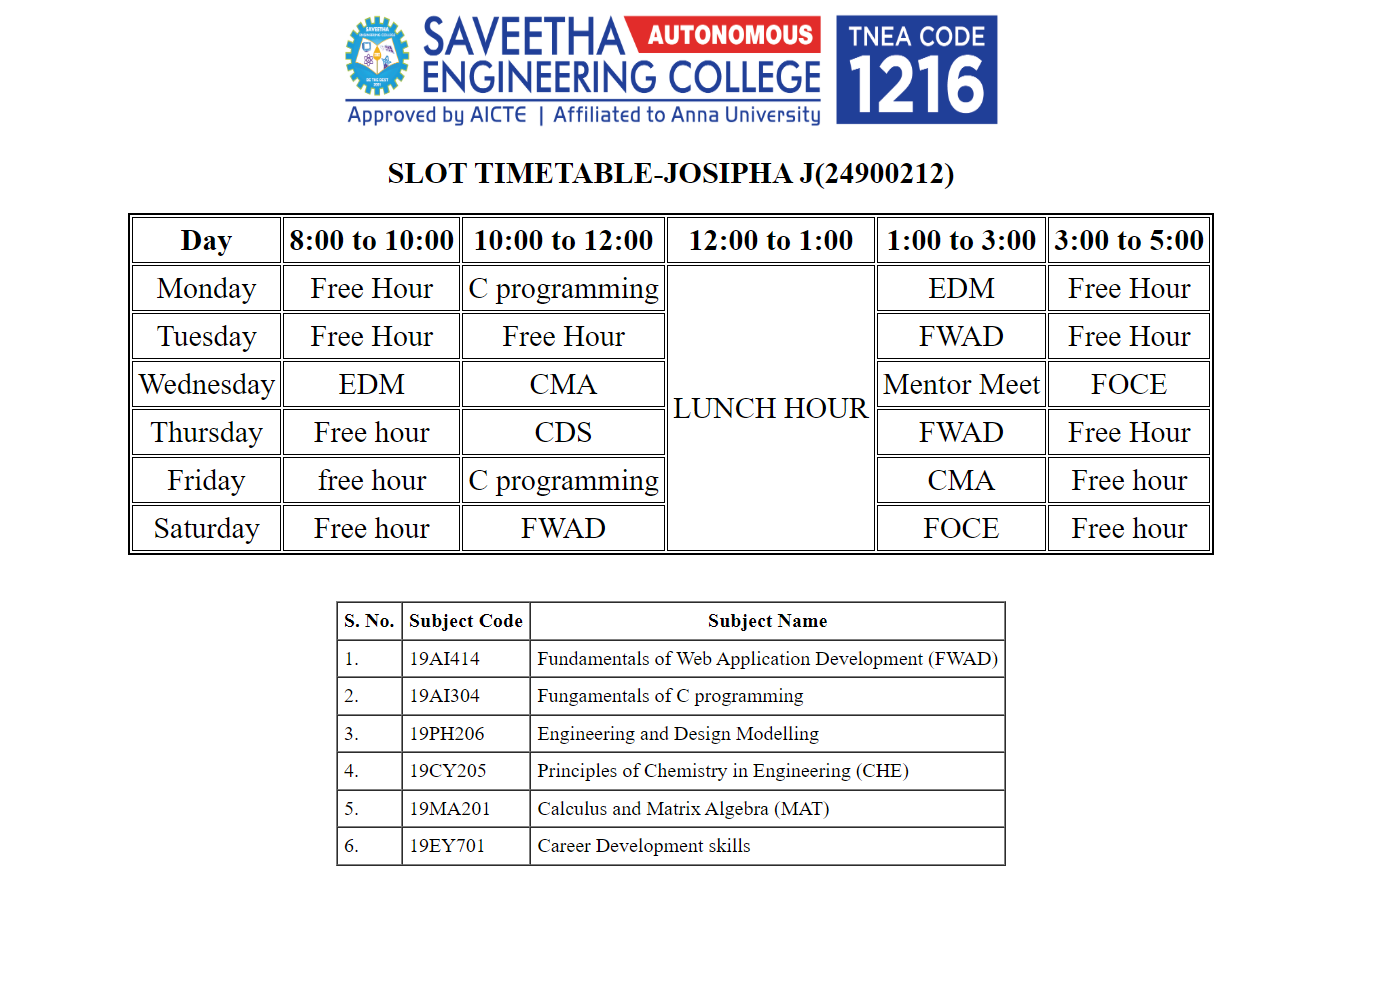 SAVEETHA AUTONOMOUS
ENGINEERING COLLEGE
Approved by AICTE | Affiliated to Anna University
TNEA CODE
1216
SAVEETHA
ENGINEERING COLLEGE
BE THE BEST
SLOT TIMETABLE-JOSIPHA J(24900212)
Day 8:00 to 10:00 10:00 to 12:00 12:00 to 1:00 1:00 to 3:00 3:00 to 5:00
Monday Free Hour C programming EDM Free Hour
Tuesday Free Hour Free Hour FWAD Free Hour
Wednesday EDM CMA Mentor Meet FOCE
LUNCH HOUR
Thursday Free hour CDS FWAD Free Hour
Friday free hour C programming CMA Free hour
Saturday Free hour FWAD FOCE Free hour
S. No. Subject Code Subject Name
1. 19AI414 Fundamentals of Web Application Development (FWAD)
2. 19AI304 Fungamentals of C programming
3. 19PH206 Engineering and Design Modelling
4. 19CY205 Principles of Chemistry in Engineering (CHE)
5. 19MA201 Calculus and Matrix Algebra (MAT)
6. 19EY701 Career Development skills